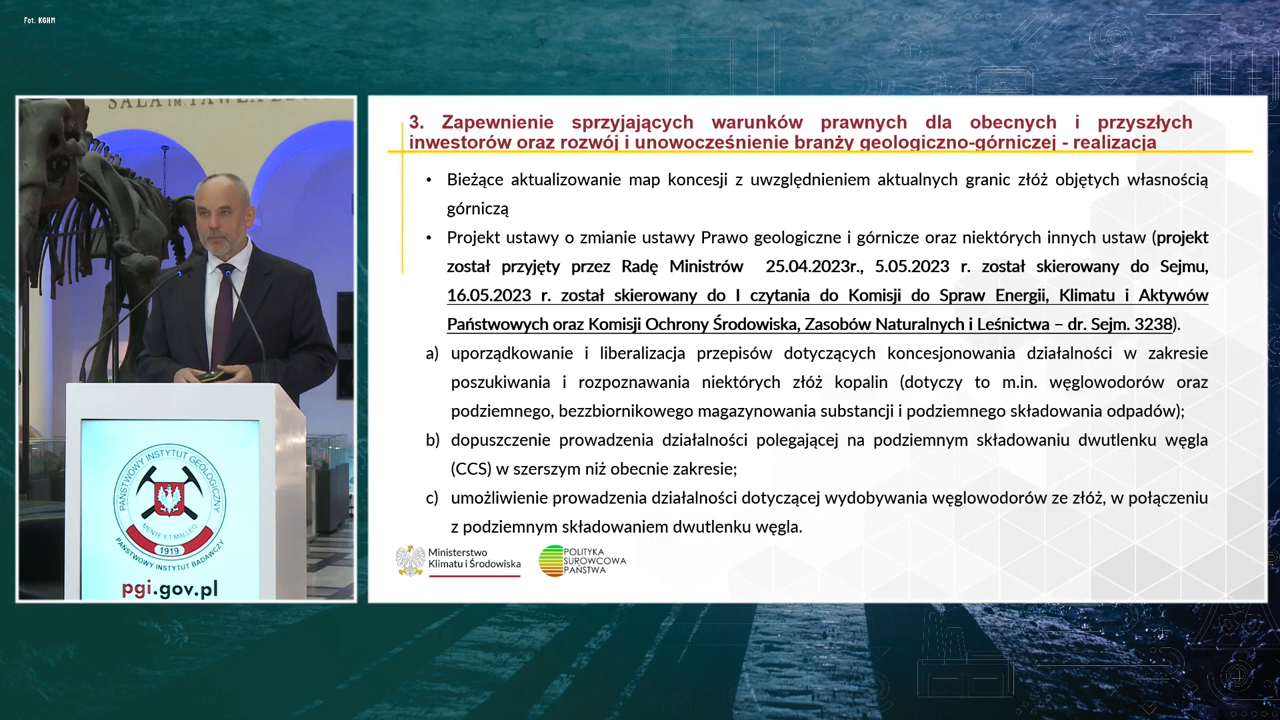 Fot. KGHM
SALA IM. PAWEŁA
3. Zapewnienie sprzyjających warunków prawnych dla obecnych i przyszłych
inwestorów oraz rozwój i unowocześnienie branży geologiczno-górniczej - realizacja
• Bieżące aktualizowanie map koncesji z uwzględnieniem aktualnych granic złóż objętych własnością
górniczą
• Projekt ustawy o zmianie ustawy Prawo geologiczne i górnicze oraz niektórych innych ustaw (projekt
został przyjęty przez Radę Ministrów 25.04.2023r., 5.05.2023 r. został skierowany do Sejmu,
16.05.2023 r. został skierowany do I czytania do Komisji do Spraw Energii, Klimatu i Aktywów
Państwowych oraz Komisji Ochrony Środowiska, Zasobów Naturalnych i Leśnictwa – dr. Sejm. 3238).
a) uporządkowanie i liberalizacja przepisów dotyczących koncesjonowania działalności w zakresie
poszukiwania i rozpoznawania niektórych złóż kopalin (dotyczy to m.in. węglowodorów oraz
podziemnego, bezzbiornikowego magazynowania substancji i podziemnego składowania odpadów);
b) dopuszczenie prowadzenia działalności polegającej na podziemnym składowaniu dwutlenku węgla
(CCS) w szerszym niż obecnie zakresie;
c) umożliwienie prowadzenia działalności dotyczącej wydobywania węglowodorów ze złóż, w połączeniu
z podziemnym składowaniem dwutlenku węgla.
Ministerstwo
Klimatu i Środowiska
POLITYKA
SUROWCOWA
PAŃSTWA
PAŃSTWOWY INSTYTUT GEOLOGICZNY
MENTE ET MALLEO
1919
PAŃSTWOWY INSTYTUT BADAWCZY
pgi.gov.pl